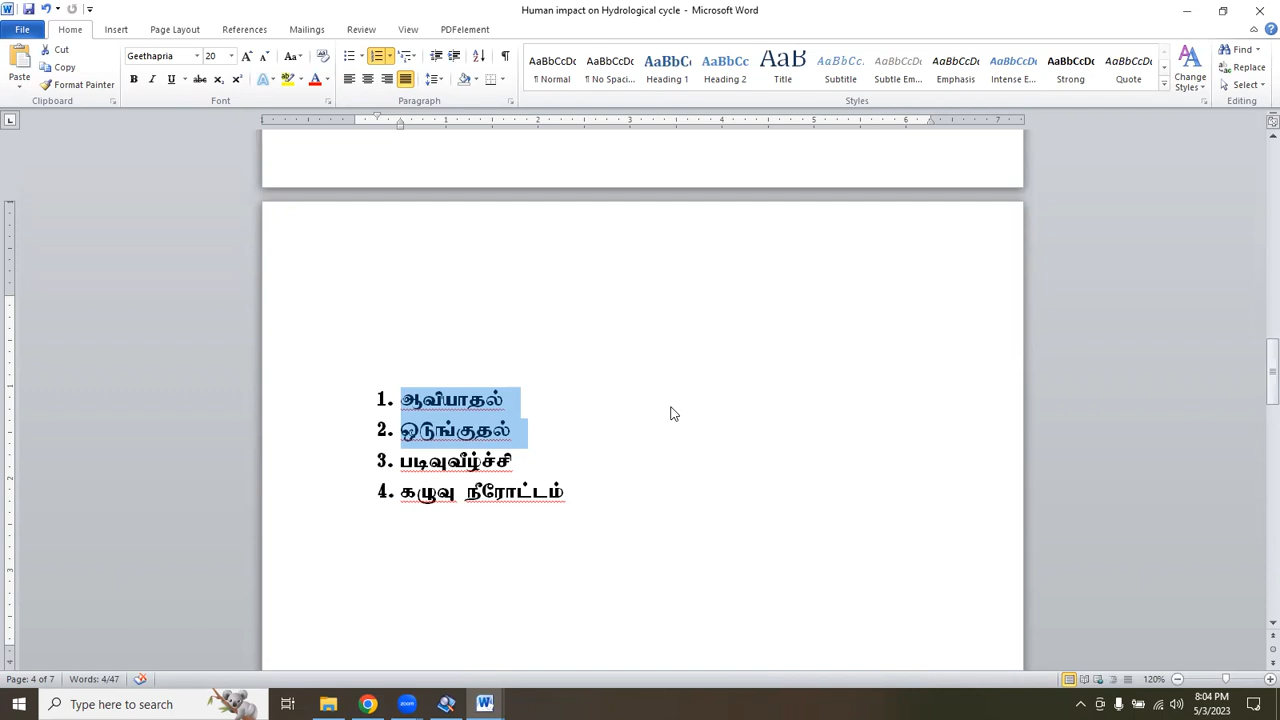 Human impact on Hydrological cycle - Microsoft Word
File Home Insert Page Layout References Mailings Review View PDFelement
Paste
Cut
Copy
Format Painter
Clipboard
Geethapria 20
Font
Paragraph
AaBbCcDc AaBbCcDc AaBbC( AaBbCc AaB AaBbCc. AaBbCcDc AaBbCcDc AaBbCcDc AaBbCcDc AaBbCcDc
¶ Normal ¶ No Spaci... Heading 1 Heading 2 Title Subtitle Subtle Em... Emphasis Intense E... Strong Quote
Styles
Change Styles
Find
Replace
Select
Editing
1. ஆவியாதல்
2. ஒடுங்குதல்
3. படிவுவீழ்ச்சி
4. கழுவு நீரோட்டம்
Page: 4 of 7 Words: 4/47
120%
Type here to search
zoom
8:04 PM
5/3/2023